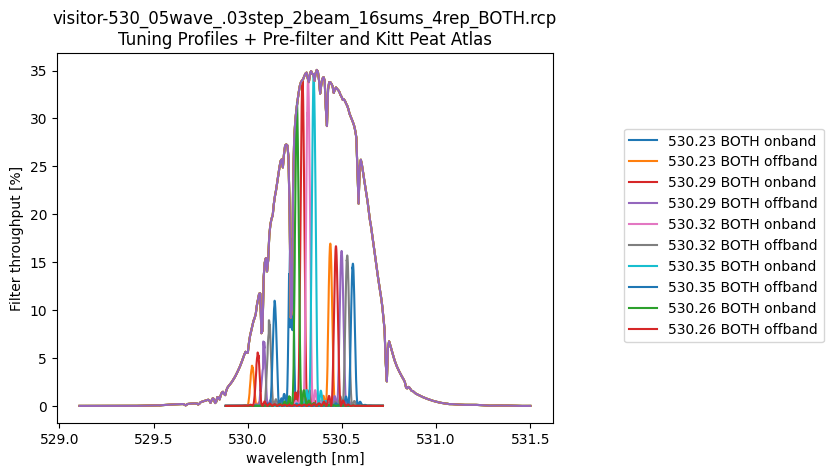 visitor-530_05wave_.03step_2beam_16sums_4rep_BOTH.rcp
Tuning Profiles + Pre-filter and Kitt Peat Atlas
Filter throughput [%]
35
30
25
20
15
10
5
0
529.0
529.5
530.0
530.5
531.0
531.5
wavelength [nm]
530.23 BOTH onband
530.23 BOTH offband
530.29 BOTH onband
530.29 BOTH offband
530.32 BOTH onband
530.32 BOTH offband
530.35 BOTH onband
530.35 BOTH offband
530.26 BOTH onband
530.26 BOTH offband